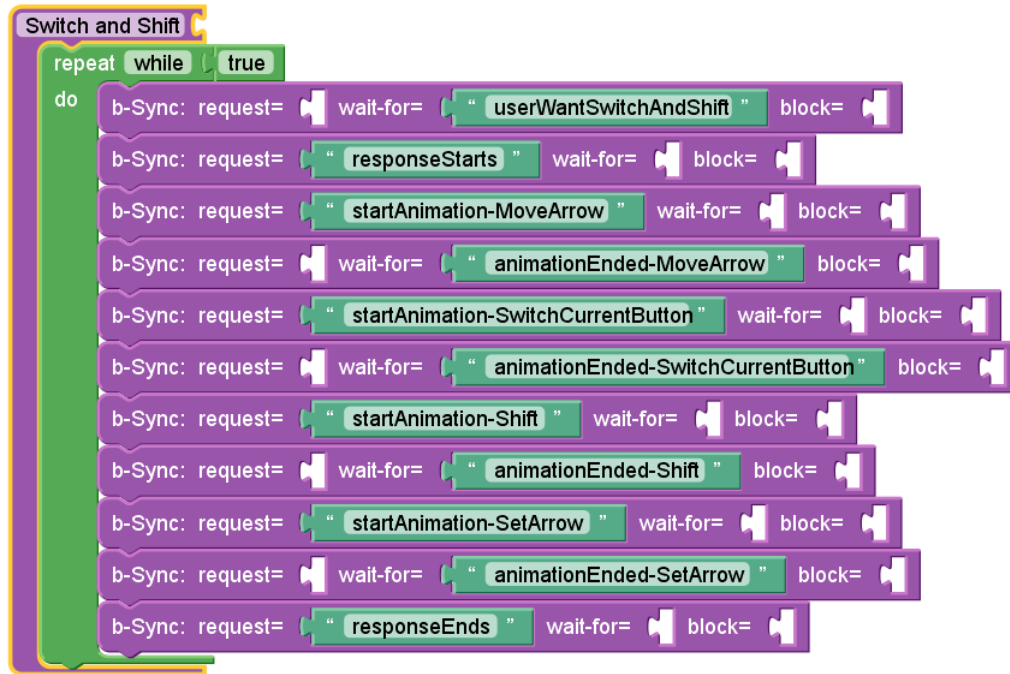 Switch and Shift
repeat while true
do
b-Sync: request= wait-for= “ userWantSwitchAndShift ” block=
b-Sync: request= “ responseStarts ” wait-for= block=
b-Sync: request= “ startAnimation-MoveArrow ” wait-for= block=
b-Sync: request= wait-for= “ animationEnded-MoveArrow ” block=
b-Sync: request= “ startAnimation-SwitchCurrentButton ” wait-for= block=
b-Sync: request= wait-for= “ animationEnded-SwitchCurrentButton ” block=
b-Sync: request= “ startAnimation-Shift ” wait-for= block=
b-Sync: request= wait-for= “ animationEnded-Shift ” block=
b-Sync: request= “ startAnimation-SetArrow ” wait-for= block=
b-Sync: request= wait-for= “ animationEnded-SetArrow ” block=
b-Sync: request= “ responseEnds ” wait-for= block=